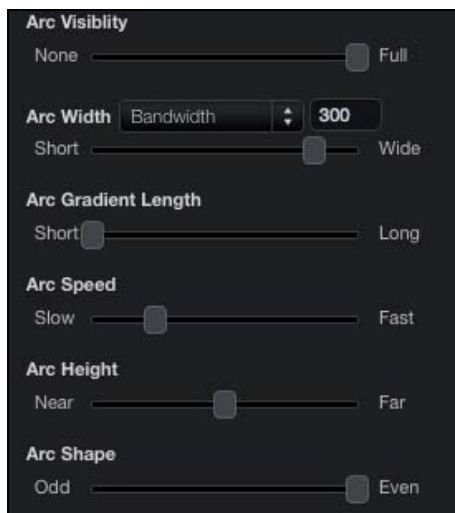 Arc Visiblity
None Full
Arc Width Bandwidth 300
Short Wide
Arc Gradient Length
Short Long
Arc Speed
Slow Fast
Arc Height
Near Far
Arc Shape
Odd Even